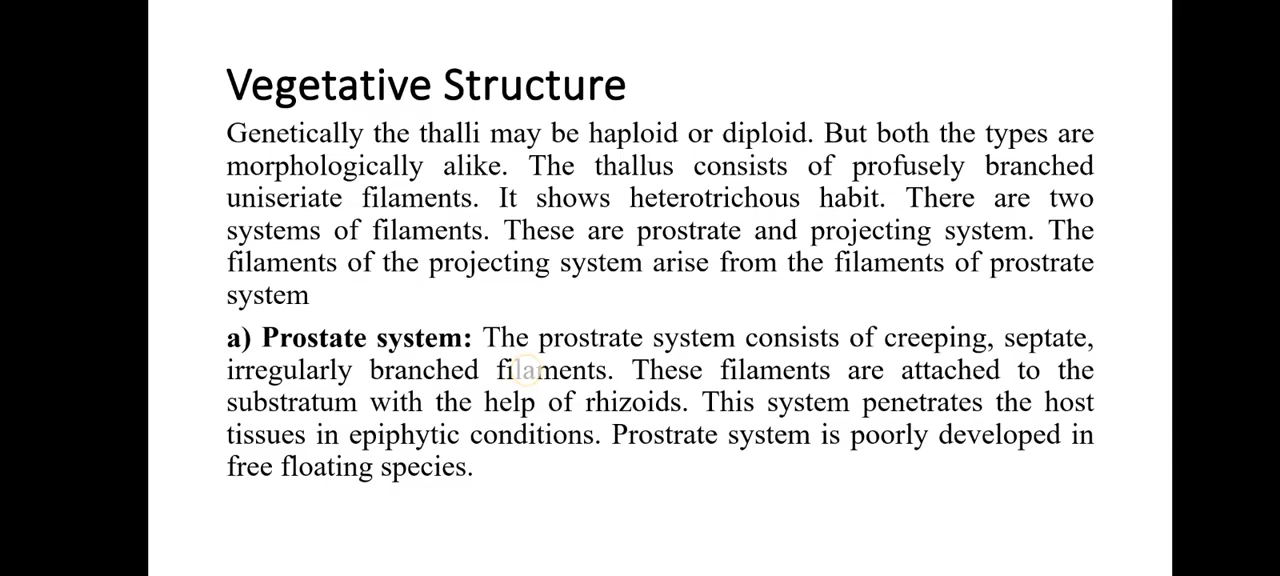 Vegetative Structure
Genetically the thalli may be haploid or diploid. But both the types are
morphologically alike. The thallus consists of profusely branched
uniseriate filaments. It shows heterotrichous habit. There are two
systems of filaments. These are prostrate and projecting system. The
filaments of the projecting system arise from the filaments of prostrate
system
a) Prostate system: The prostrate system consists of creeping, septate,
irregularly branched filaments. These filaments are attached to the
substratum with the help of rhizoids. This system penetrates the host
tissues in epiphytic conditions. Prostrate system is poorly developed in
free floating species.